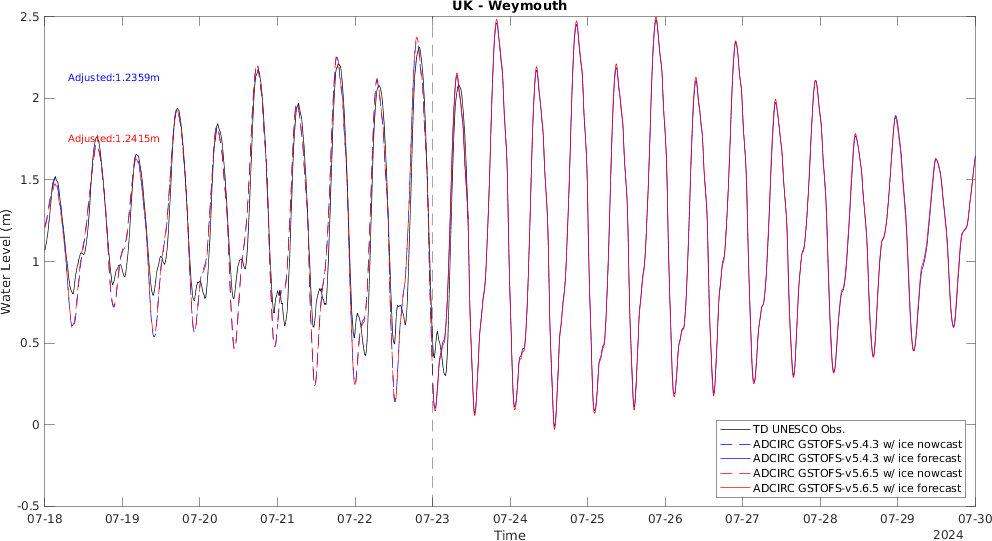 UK - Weymouth
2.5
2
1.5
1
0.5
0
-0.5
Water Level (m)
Adjusted:1.2359m
Adjusted:1.2415m
TD UNESCO Obs.
ADCIRC GSTOFS-v5.4.3 w/ ice nowcast
ADCIRC GSTOFS-v5.4.3 w/ ice forecast
ADCIRC GSTOFS-v5.6.5 w/ ice nowcast
ADCIRC GSTOFS-v5.6.5 w/ ice forecast
07-18 07-19 07-20 07-21 07-22 07-23 07-24 07-25 07-26 07-27 07-28 07-29 07-30
Time
2024